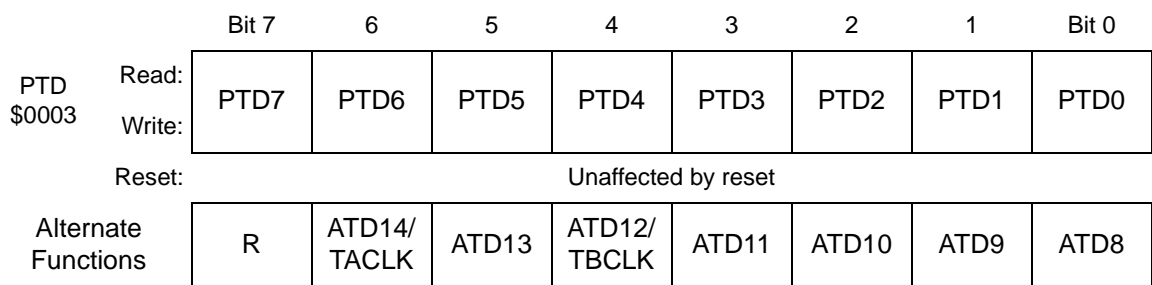 Bit 7 6 5 4 3 2 1 Bit 0
PTD $0003 Read: Write: PTD7 PTD6 PTD5 PTD4 PTD3 PTD2 PTD1 PTD0
Reset: Unaffected by reset
Alternate Functions R ATD14/ TACLK ATD13 ATD12/ TBCLK ATD11 ATD10 ATD9 ATD8